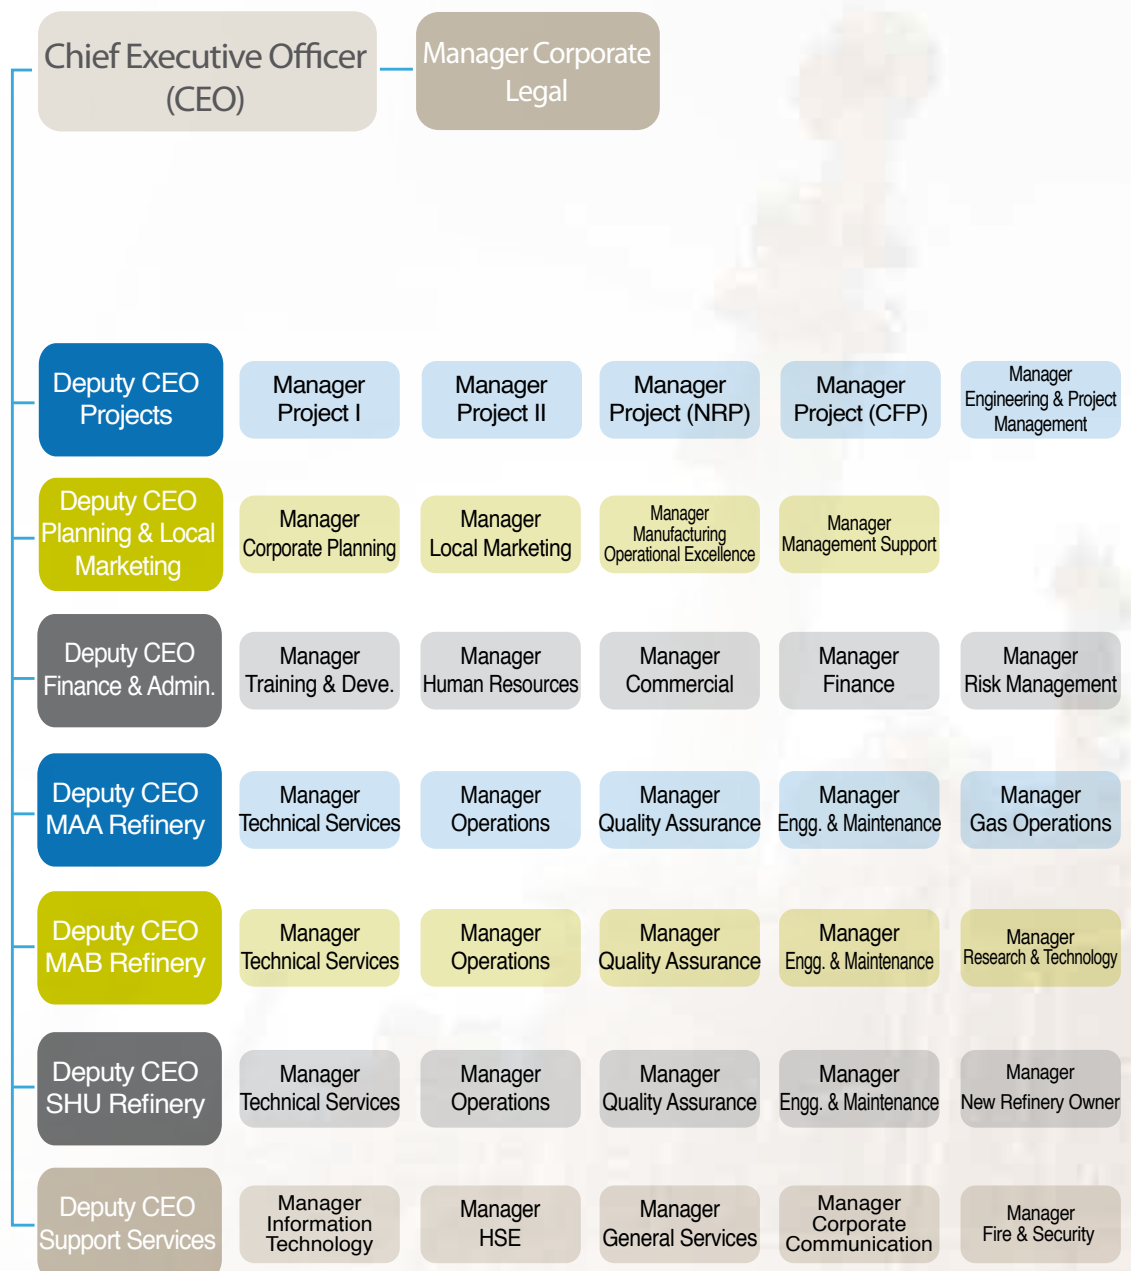 Chief Executive Officer
(CEO)
Manager Corporate
Legal
Deputy CEO
Projects
Manager
Project I
Manager
Project II
Manager
Project (NRP)
Manager
Project (CFP)
Manager
Engineering & Project
Management
Deputy CEO
Planning & Local
Marketing
Manager
Corporate Planning
Manager
Local Marketing
Manager
Manufacturing
Operational Excellence
Manager
Management Support
Deputy CEO
Finance & Admin.
Manager
Training & Deve.
Manager
Human Resources
Manager
Commercial
Manager
Finance
Manager
Risk Management
Deputy CEO
MAA Refinery
Manager
Technical Services
Manager
Operations
Manager
Quality Assurance
Manager
Engg. & Maintenance
Manager
Gas Operations
Deputy CEO
MAB Refinery
Manager
Technical Services
Manager
Operations
Manager
Quality Assurance
Manager
Engg. & Maintenance
Manager
Research & Technology
Deputy CEO
SHU Refinery
Manager
Technical Services
Manager
Operations
Manager
Quality Assurance
Manager
Engg. & Maintenance
Manager
New Refinery Owner
Deputy CEO
Support Services
Manager
Information
Technology
Manager
HSE
Manager
General Services
Manager
Corporate
Communication
Manager
Fire & Security